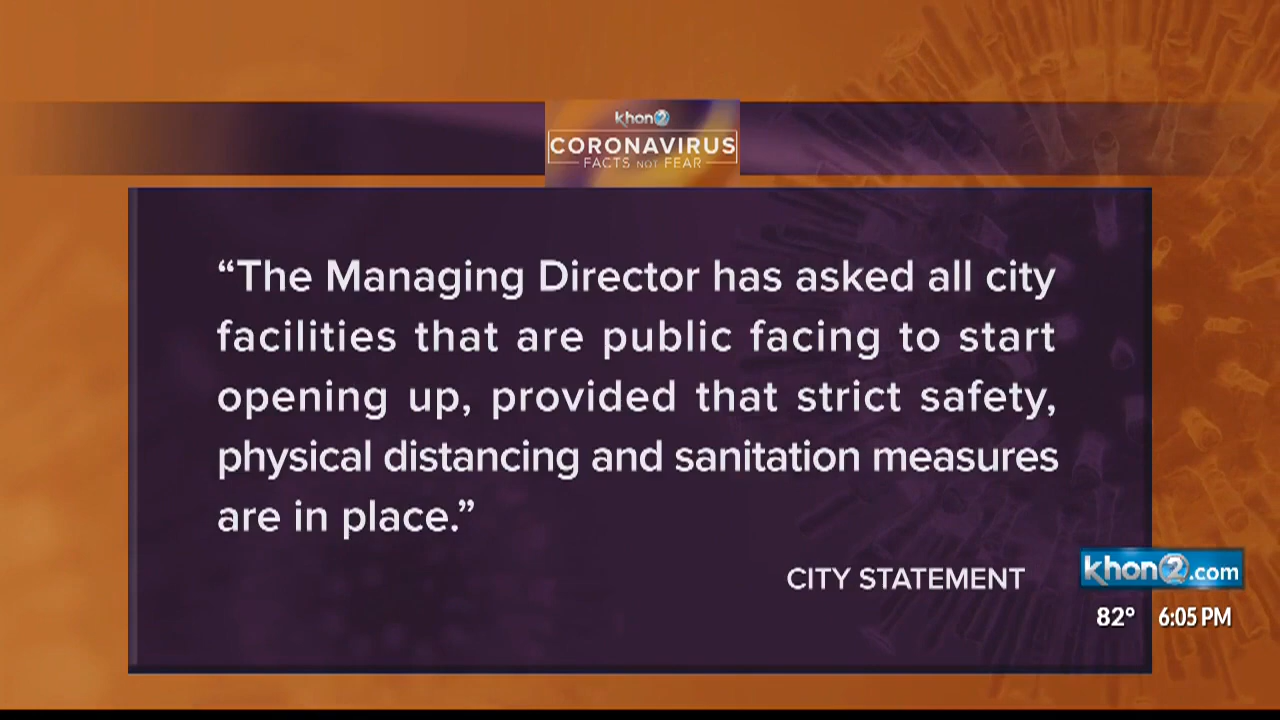 khon2
CORONAVIRUS
FACTS NOT FEAR
“The Managing Director has asked all city
facilities that are public facing to start
opening up, provided that strict safety,
physical distancing and sanitation measures
are in place.”
CITY STATEMENT
khon2.com
82° 6:05 PM